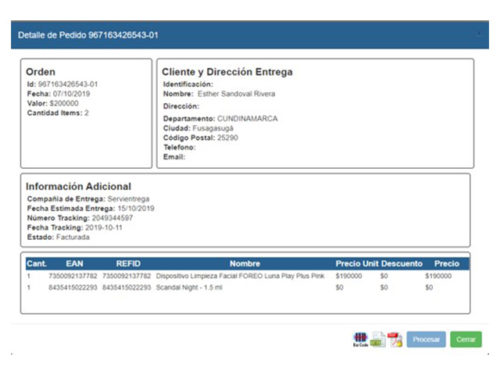 Detalle de Pedido 967163426543-01
Orden
Id: 967163426543-01
Fecha: 07/10/2019
Valor: $200000
Cantidad Items: 2
Cliente y Dirección Entrega
Identificación:
Nombre: Esther Sandoval Rivera
Dirección:
Departamento: CUNDINAMARCA
Ciudad: Fusagasugá
Código Postal: 25290
Telefono:
Email:
Información Adicional
Compañia de Entrega: Servientrega
Fecha Estimada Entrega: 15/10/2019
Número Tracking: 2049344597
Fecha Tracking: 2019-10-11
Estado: Facturada
Cant. EAN REFID Nombre Precio Unit Descuento Precio
1 7350092137782 7350092137782 Dispositivo Limpieza Facial FOREO Luna Play Plus Pink $190000 $0 $190000
1 8435415022293 8435415022293 Scandal Night - 1.5 ml $0 $0 $0
Bar Code
Procesar
Cerrar